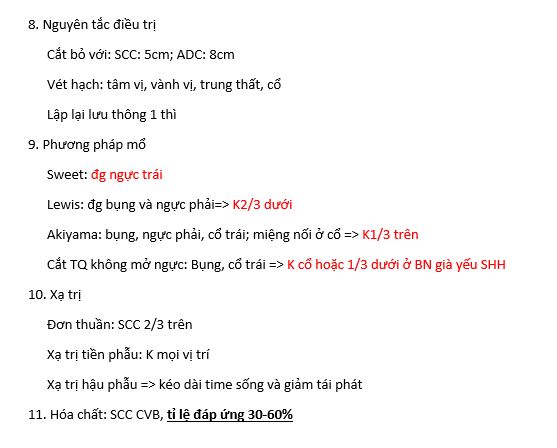 8. Nguyên tắc điều trị
Cắt bỏ với: SCC: 5cm; ADC: 8cm
Vét hạch: tâm vị, vành vị, trung thất, cổ
Lập lại lưu thông 1 thì
9. Phương pháp mổ
Sweet: đg ngực trái
Lewis: đg bụng và ngực phải=> K2/3 dưới
Akiyama: bụng, ngực phải, cổ trái; miệng nối ở cổ => K1/3 trên
Cắt TQ không mở ngực: Bụng, cổ trái => K cổ hoặc 1/3 dưới ở BN già yếu SHH
10. Xạ trị
Đơn thuần: SCC 2/3 trên
Xạ trị tiền phẫu: K mọi vị trí
Xạ trị hậu phẫu => kéo dài time sống và giảm tái phát
11. Hóa chất: SCC CVB, tỉ lệ đáp ứng 30-60%